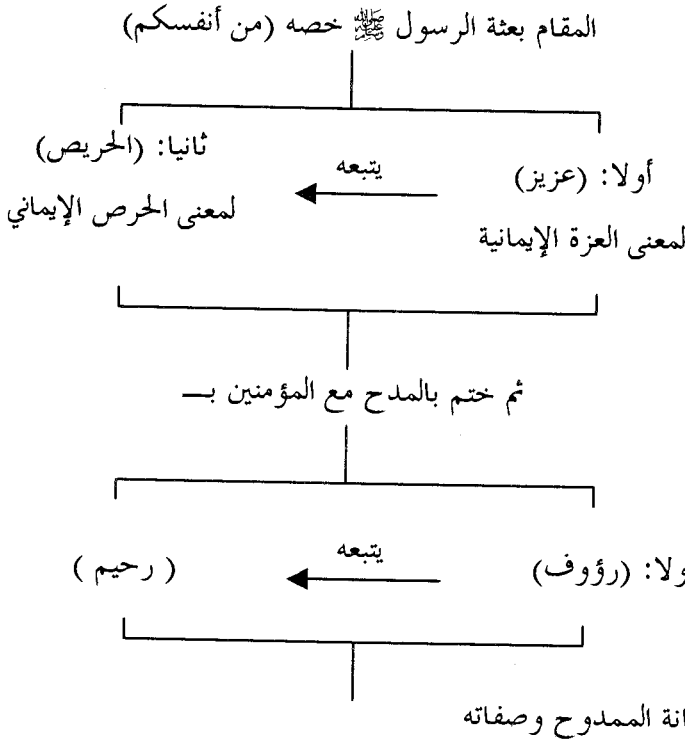 المقام بعثة الرسول ﷺ خصه (من أنفسكم)
أولا: (عزيز)
يتبعه
ثانيا: (الحريص)
لمعنى العزة الإيمانية
لمعنى الحرص الإيماني
ثم ختم بالمدح مع المؤمنين بــ
ولا: (رؤوف)
يتبعه
( رحيم )
انة الممدوح وصفاته